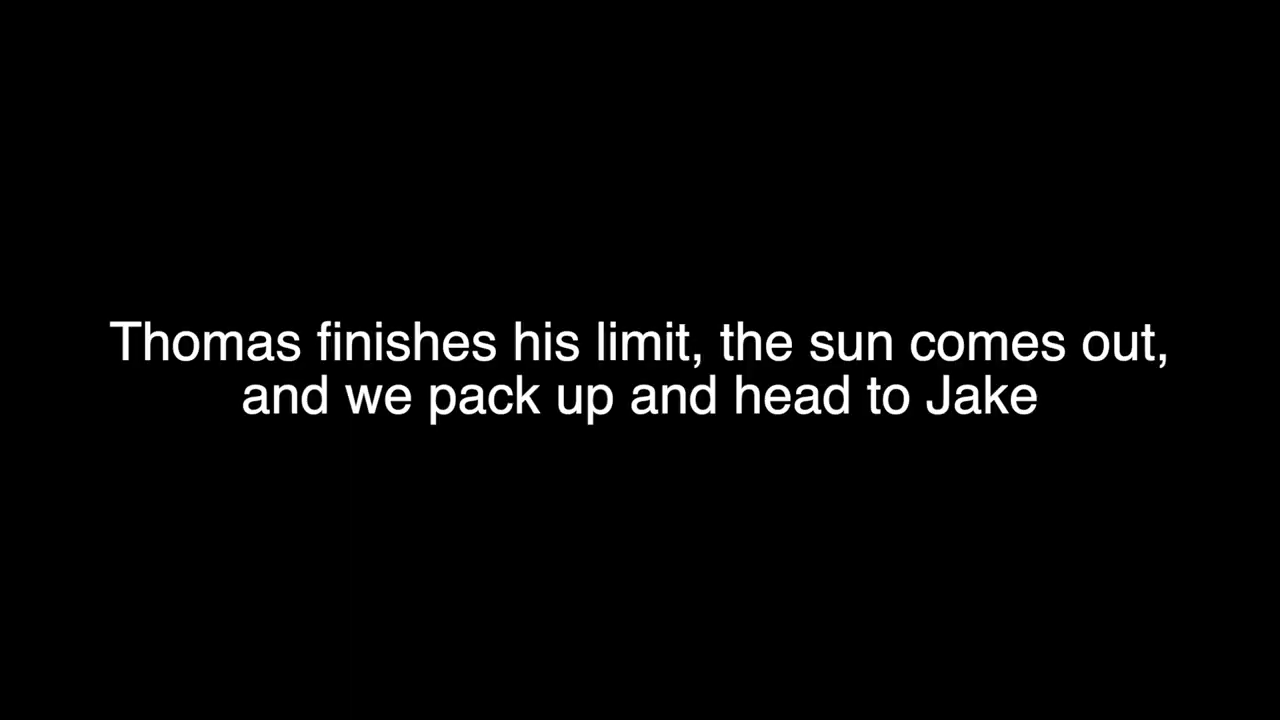 Thomas finishes his limit, the sun comes out,
and we pack up and head to Jake